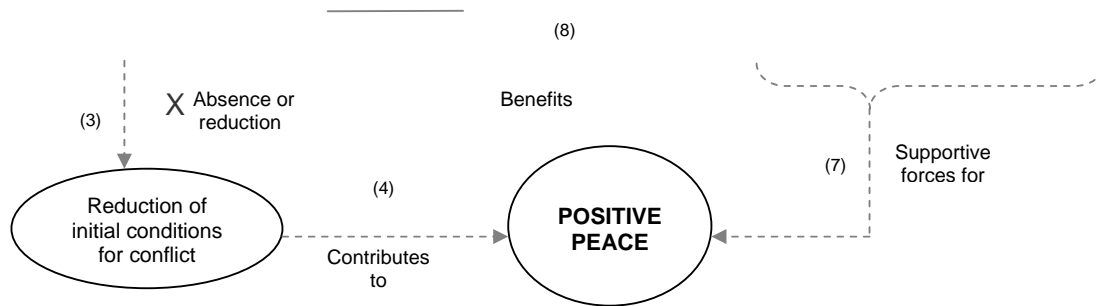 (8)
X Absence or
reduction
Benefits
(3)
Supportive
forces for
(7)
(4)
Reduction of
initial conditions
for conflict
POSITIVE
PEACE
Contributes
to